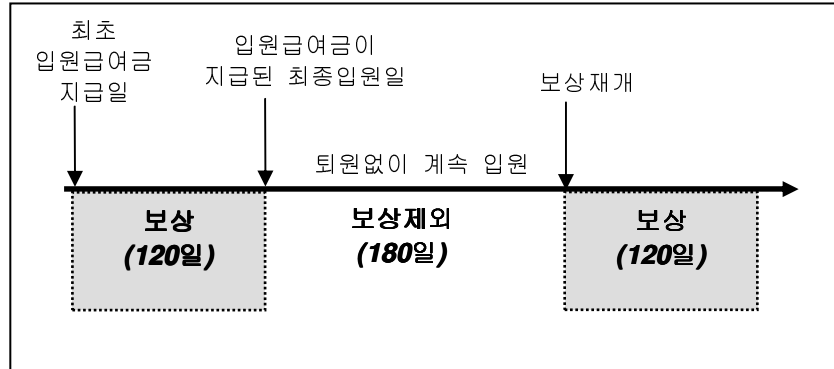 최초
입원급여금
지급일
입원급여금이
지급된 최종입원일
보상재개
퇴원없이 계속 입원
보상
(120일)
보상제외
(180일)
보상
(120일)